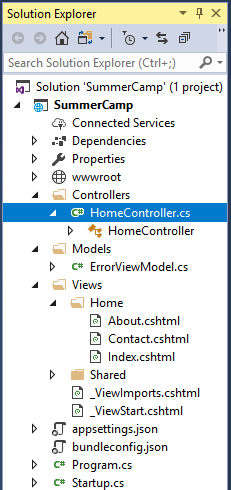 Solution Explorer
Search Solution Explorer (Ctrl+;)
Solution 'SummerCamp' (1 project)
SummerCamp
Connected Services
Dependencies
Properties
wwwroot
Controllers
HomeController.cs
HomeController
Models
ErrorViewModel.cs
Views
Home
About.cshtml
Contact.cshtml
Index.cshtml
Shared
_ViewImports.cshtml
_ViewStart.cshtml
appsettings.json
bundleconfig.json
Program.cs
Startup.cs